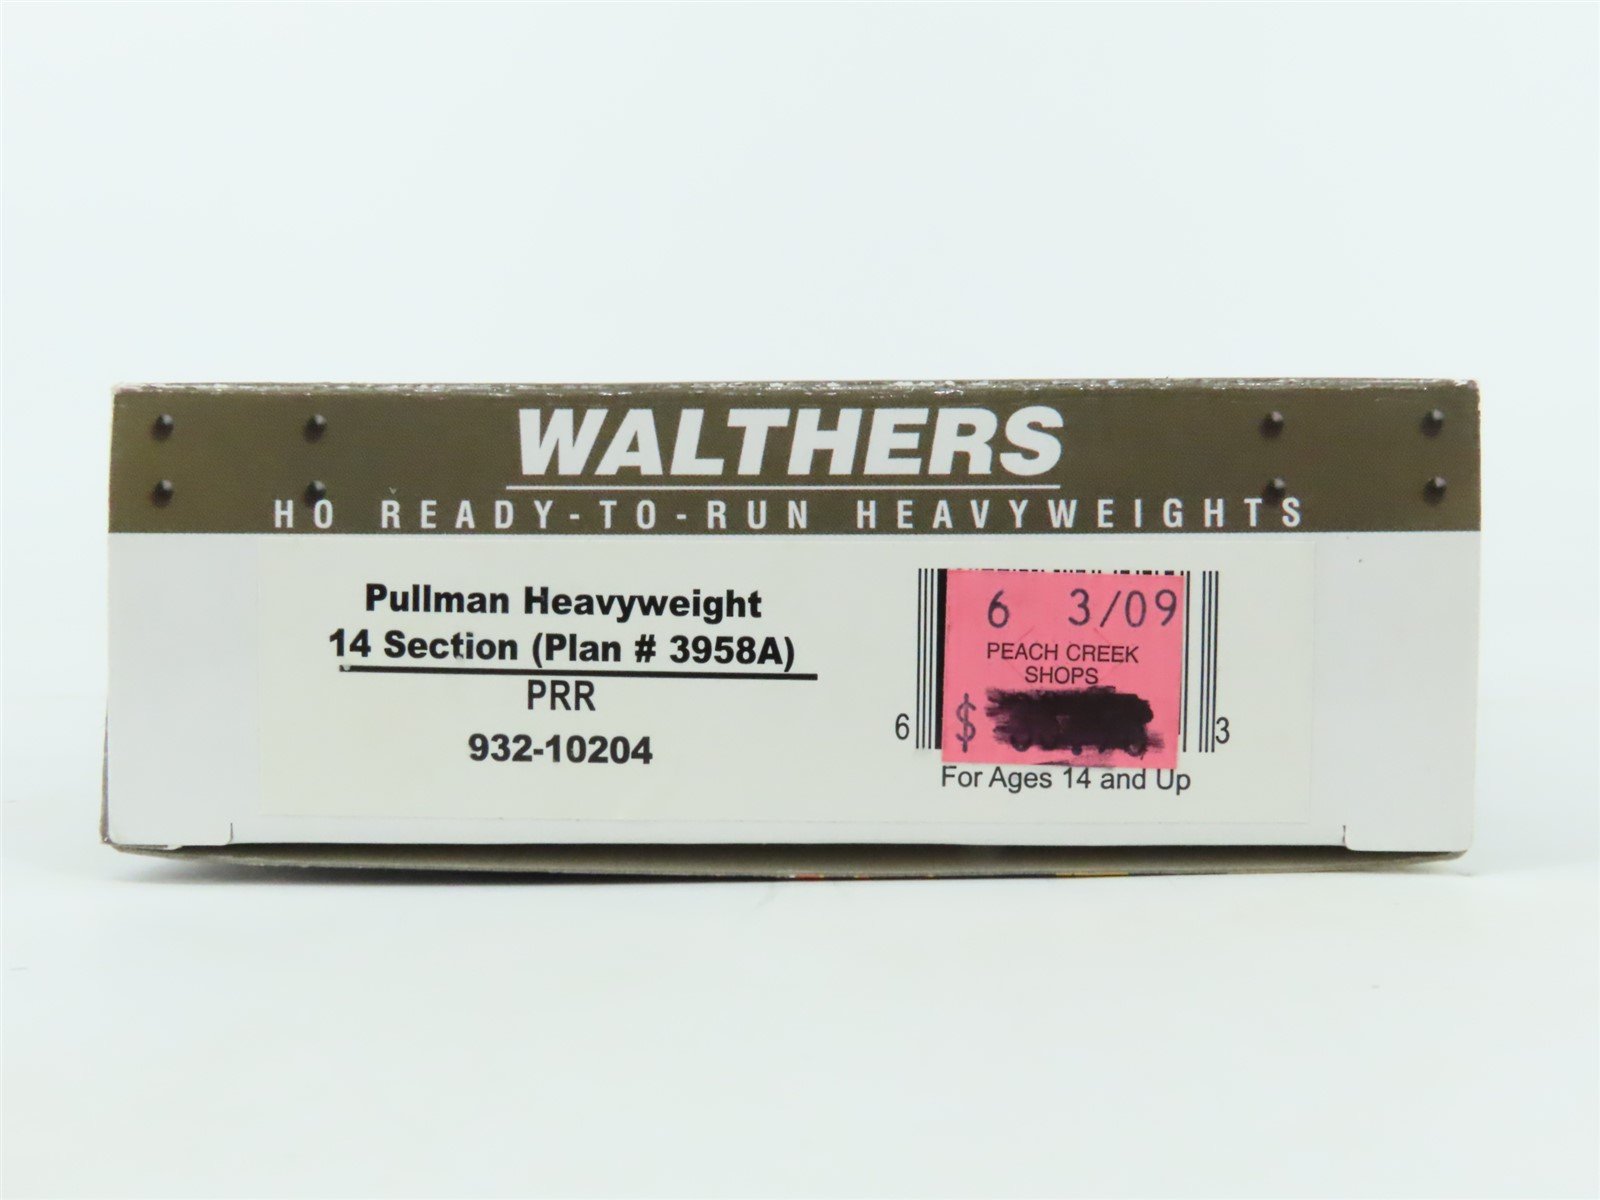 WALTHERS
HO READY-TO-RUN HEAVYWEIGHTS
Pullman Heavyweight
14 Section (Plan # 3958A)
PRR
932-10204
6 3/09
PEACH CREEK
SHOPS
$
6 3
For Ages 14 and Up